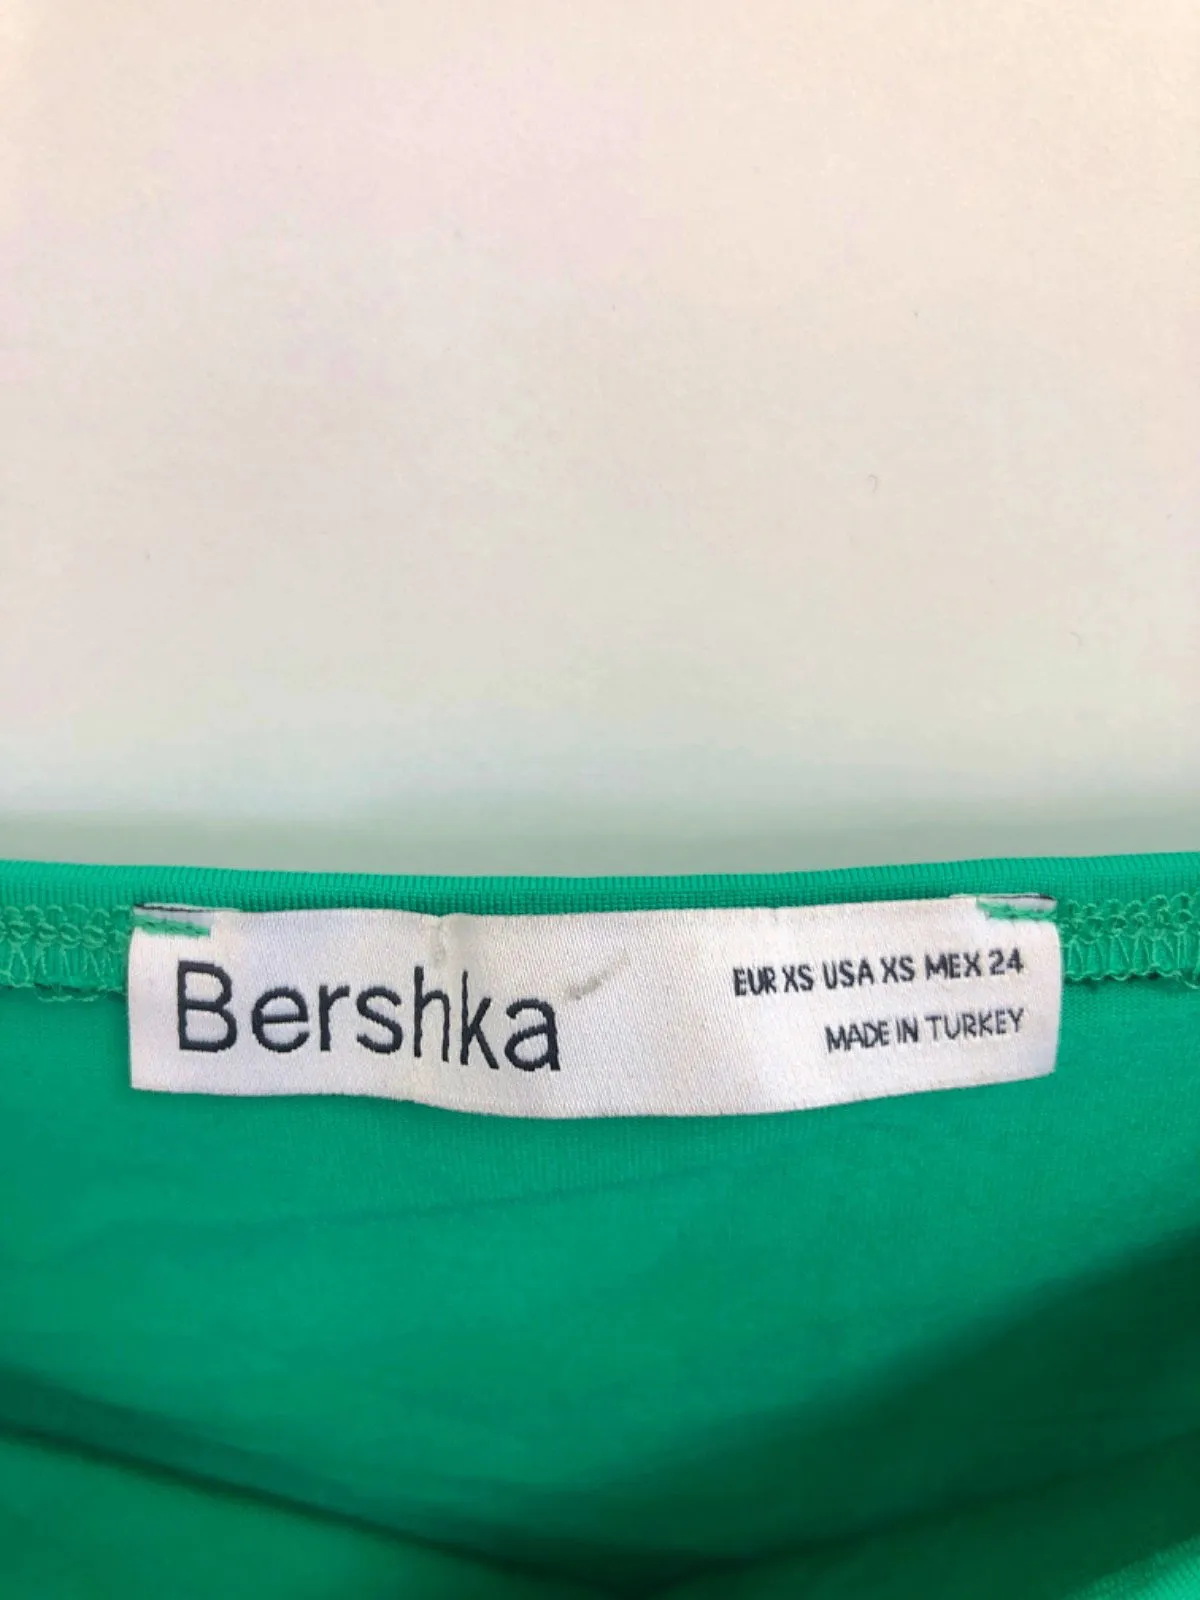 Bershka
EUR XS USA XS MEX 24
MADE IN TURKEY